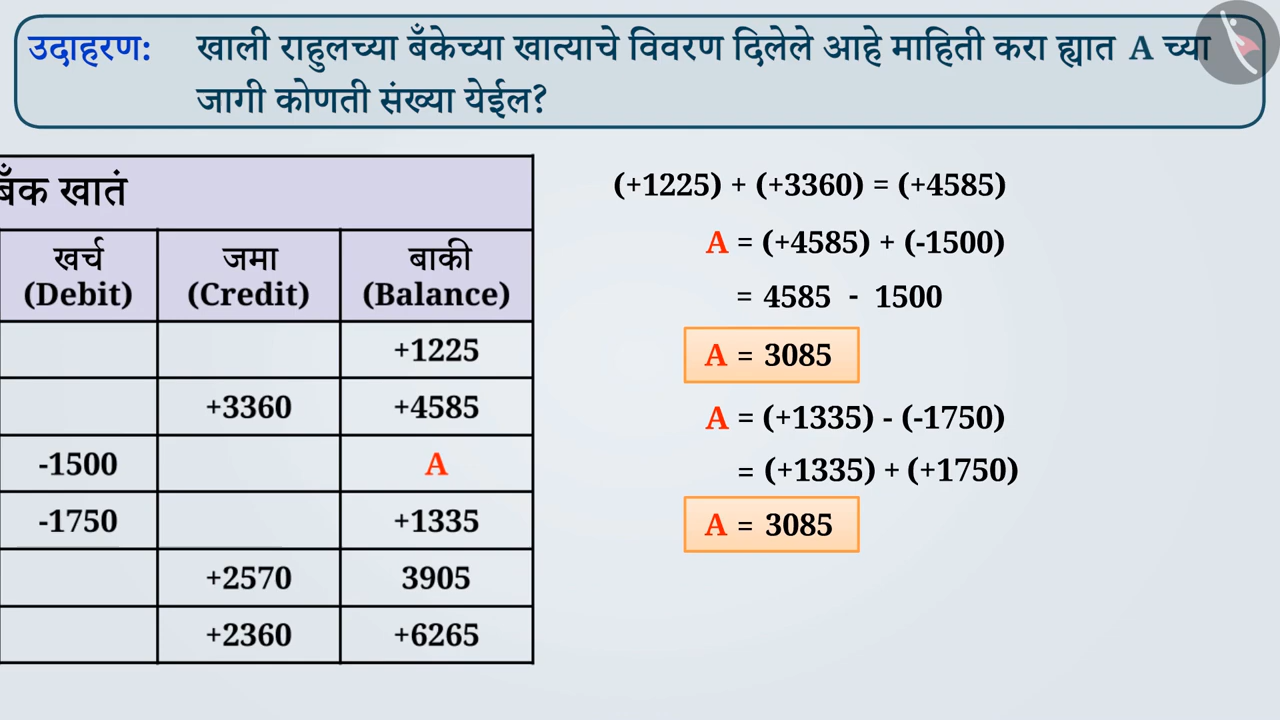 उदाहरण: खाली राहुलच्या बँकेच्या खात्याचे विवरण दिलेले आहे माहिती करा ह्यात A च्या
जागी कोणती संख्या येईल?
बँक खातं
खर्च जमा बाकी
(Debit) (Credit) (Balance)
+1225
+3360 +4585
-1500 A
-1750 +1335
+2570 3905
+2360 +6265
(+1225) + (+3360) = (+4585)
A = (+4585) + (-1500)
= 4585 - 1500
A = 3085
A = (+1335) - (-1750)
= (+1335) + (+1750)
A = 3085